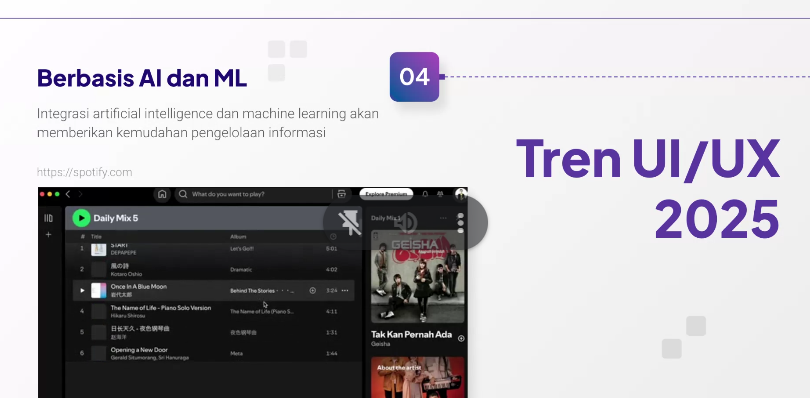 Berbasis AI dan ML
04
Integrasi artificial intelligence dan machine learning akan
memberikan kemudahan pengelolaan informasi
Tren UI/UX
2025
https://spotify.com
What do you want to play?
Explore Premium
Daily Mix 5
# Title Album
1 START Let's Go!!! 5:01
DEPAPEPE
2 風の詩 Dramatic 4:02
Kotaro Oshio
Once In A Blue Moon Behind The Stories - - -... 3:24
岩代太郎
4 The Name of Life - Piano Solo Version The Name of Life (Piano S... 4:11
Hikaru Shirosu
5 日长天久 - 夜色钢琴曲 夜色鋼琴曲 1:31
赵海洋
6 Opening a New Door Meta 1:44
Gerald Situmorang, Sri Hanuraga
Daily Mix 1
GEISHA
Tak Kan Pernah Ada
Geisha
About the artist